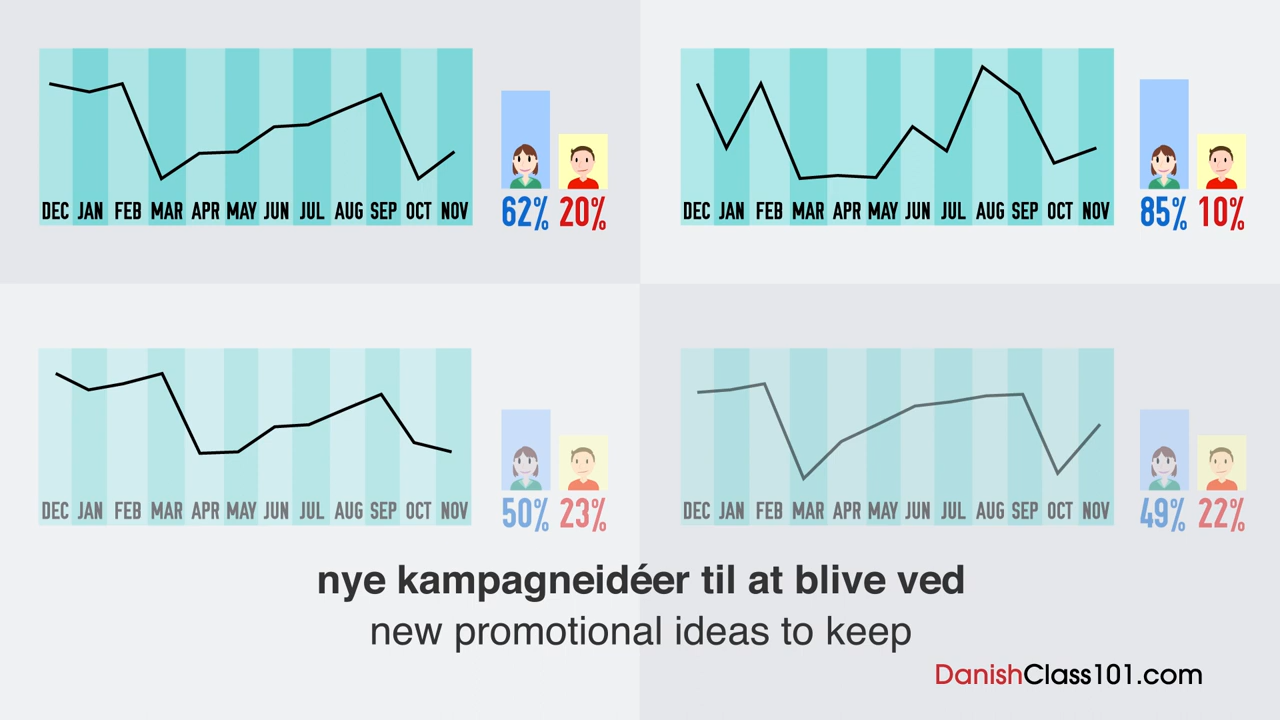 DEC JAN FEB MAR APR MAY JUN JUL AUG SEP OCT NOV
62% 20%
DEC JAN FEB MAR APR MAY JUN JUL AUG SEP OCT NOV
85% 10%
DEC JAN FEB MAR APR MAY JUN JUL AUG SEP OCT NOV
50% 23%
DEC JAN FEB MAR APR MAY JUN JUL AUG SEP OCT NOV
49% 22%
nye kampagneidéer til at blive ved
new promotional ideas to keep
DanishClass101.com